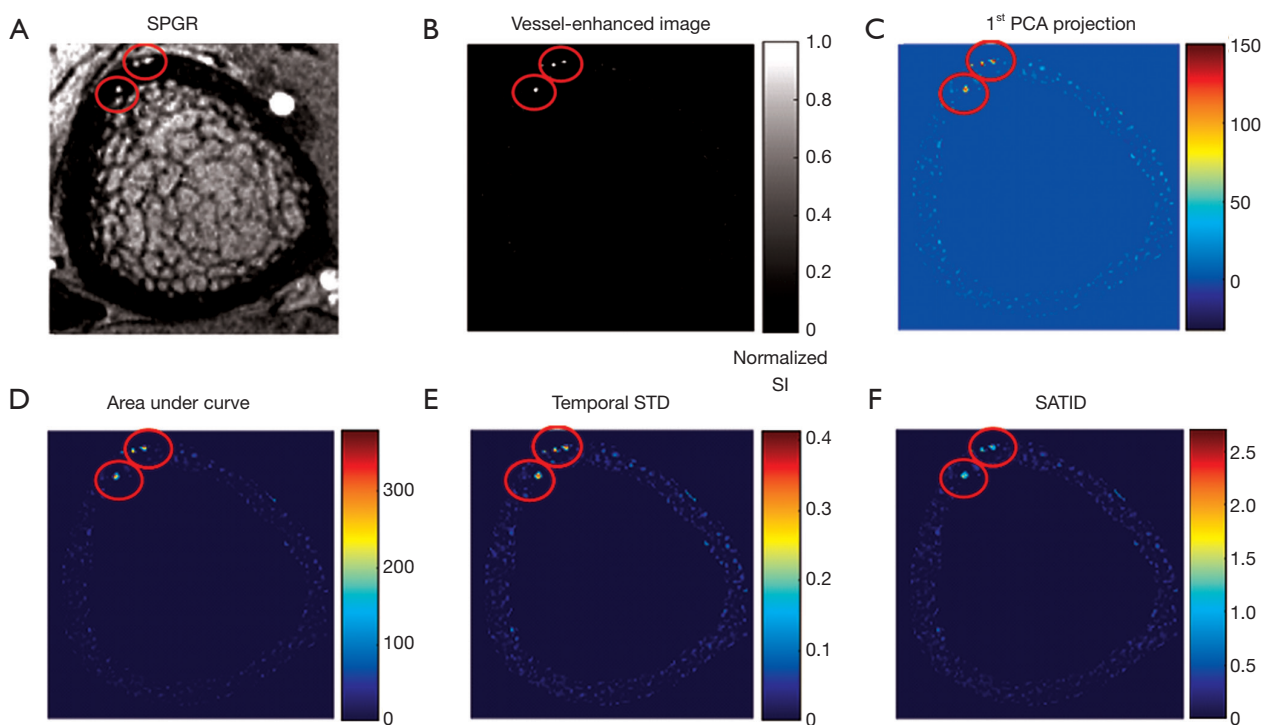 A
SPGR
B
Vessel-enhanced image
1.0
0.8
0.6
0.4
0.2
0
Normalized
SI
C
1st PCA projection
150
100
50
0
D
Area under curve
300
200
100
0
E
Temporal STD
0.4
0.3
0.2
0.1
0
F
SATID
2.5
2.0
1.5
1.0
0.5
0